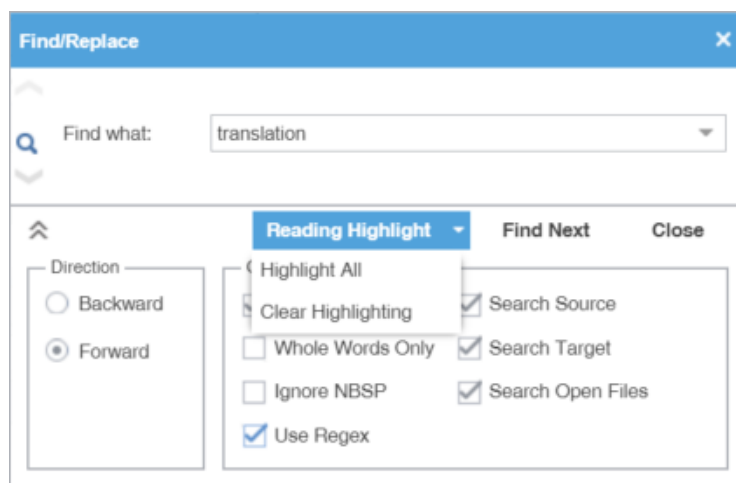 Find/Replace
Find what: translation
Reading Highlight Find Next Close
Direction
Highlight All
Backward Search Source
Clear Highlighting
Forward Whole Words Only Search Target
Ignore NBSP Search Open Files
Use Regex